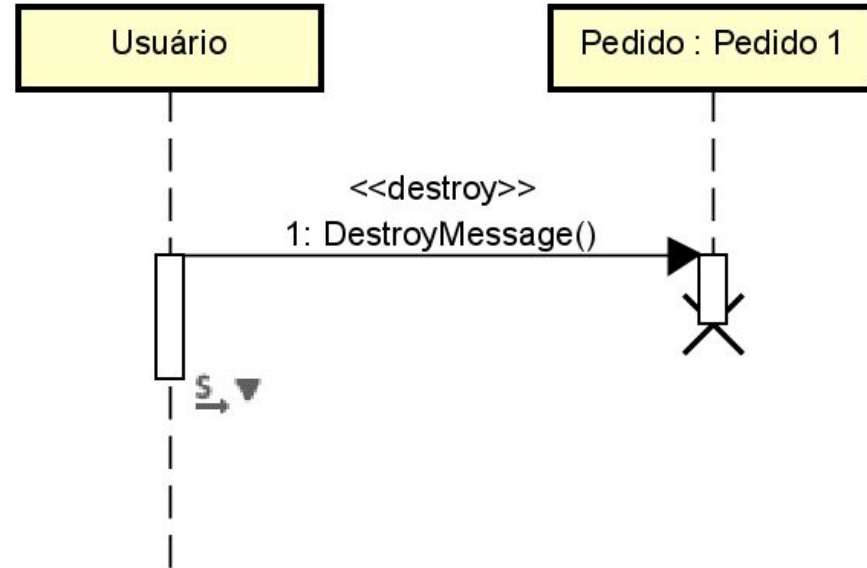 Usuário
Pedido : Pedido 1
<<destroy>>
1: DestroyMessage()
S